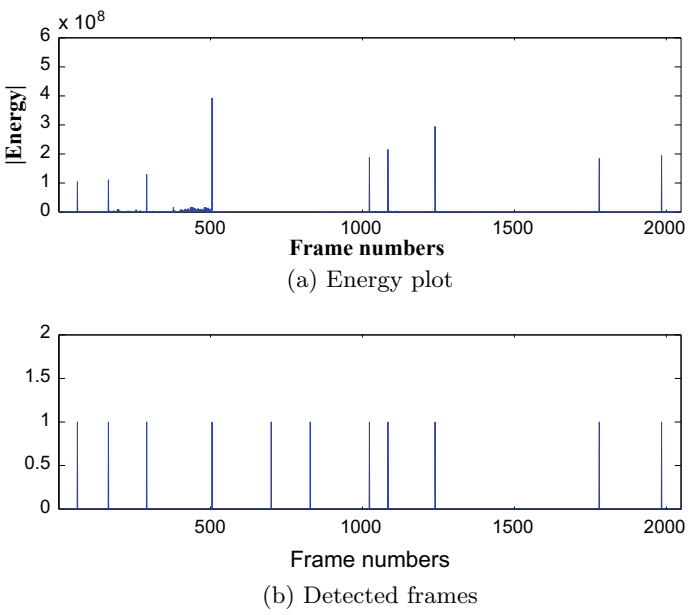 x 10^8
6
5
4
3
2
1
0
|Energy|
500 1000 1500 2000
Frame numbers
(a) Energy plot
2
1.5
1
0.5
0
500 1000 1500 2000
Frame numbers
(b) Detected frames